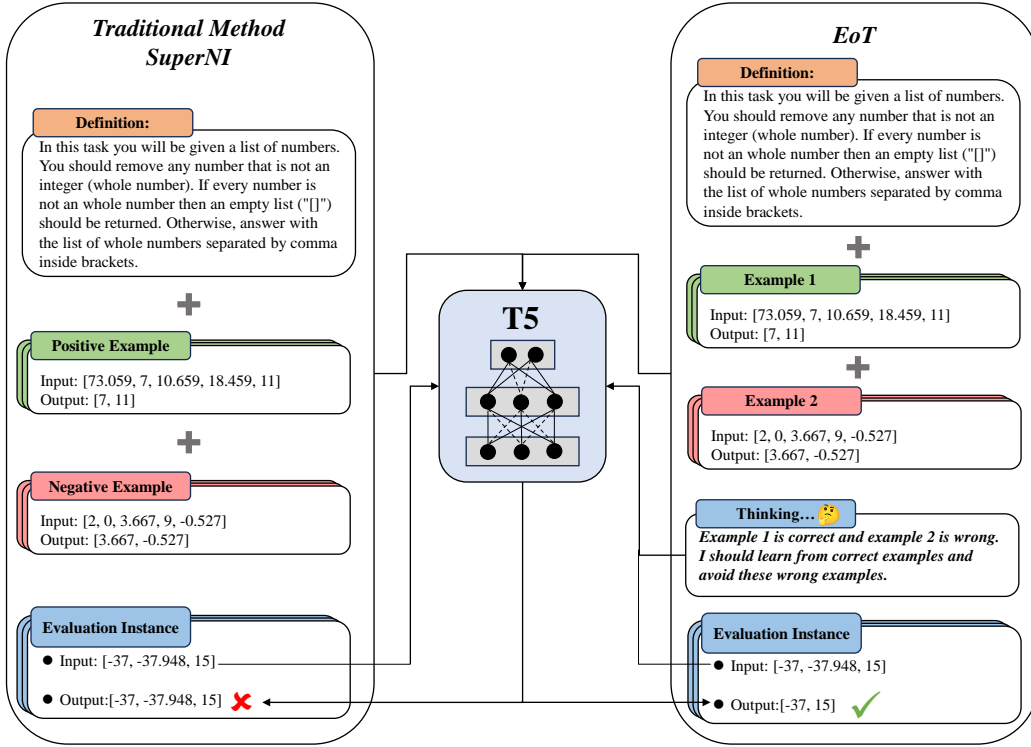 Traditional Method
SuperNI
Definition:
In this task you will be given a list of numbers.
You should remove any number that is not an
integer (whole number). If every number is
not an whole number then an empty list ("[]")
should be returned. Otherwise, answer with
the list of whole numbers separated by comma
inside brackets.
Positive Example
Input: [73.059, 7, 10.659, 18.459, 11]
Output: [7, 11]
Negative Example
Input: [2, 0, 3.667, 9, -0.527]
Output: [3.667, -0.527]
Evaluation Instance
Input: [-37, -37.948, 15]
Output:[-37, -37.948, 15]
T5
EoT
Definition:
In this task you will be given a list of numbers.
You should remove any number that is not an
integer (whole number). If every number is
not an whole number then an empty list ("[]")
should be returned. Otherwise, answer with
the list of whole numbers separated by comma
inside brackets.
Example 1
Input: [73.059, 7, 10.659, 18.459, 11]
Output: [7, 11]
Example 2
Input: [2, 0, 3.667, 9, -0.527]
Output: [3.667, -0.527]
Thinking…
Example 1 is correct and example 2 is wrong.
I should learn from correct examples and
avoid these wrong examples.
Evaluation Instance
Input: [-37, -37.948, 15]
Output:[-37, 15]